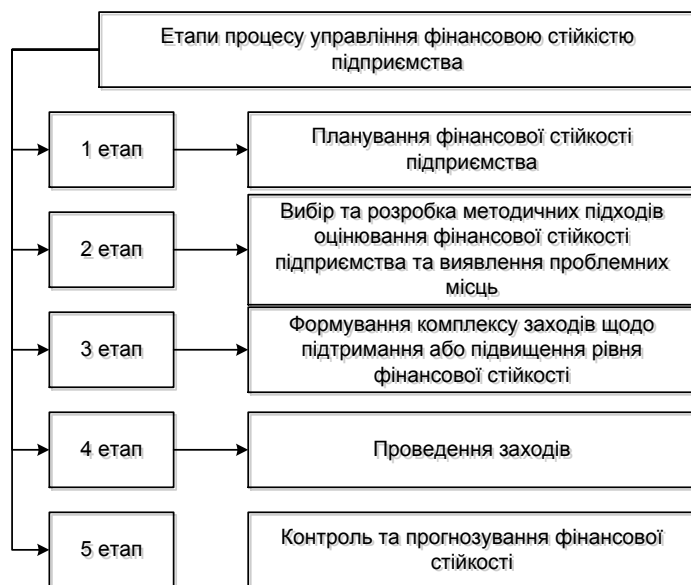 Етапи процесу управління фінансовою стійкістю
підприємства
1 етап
Планування фінансової стійкості
підприємства
2 етап
Вибір та розробка методичних підходів
оцінювання фінансової стійкості
підприємства та виявлення проблемних
місць
3 етап
Формування комплексу заходів щодо
підтримання або підвищення рівня
фінансової стійкості
4 етап
Проведення заходів
5 етап
Контроль та прогнозування фінансової
стійкості